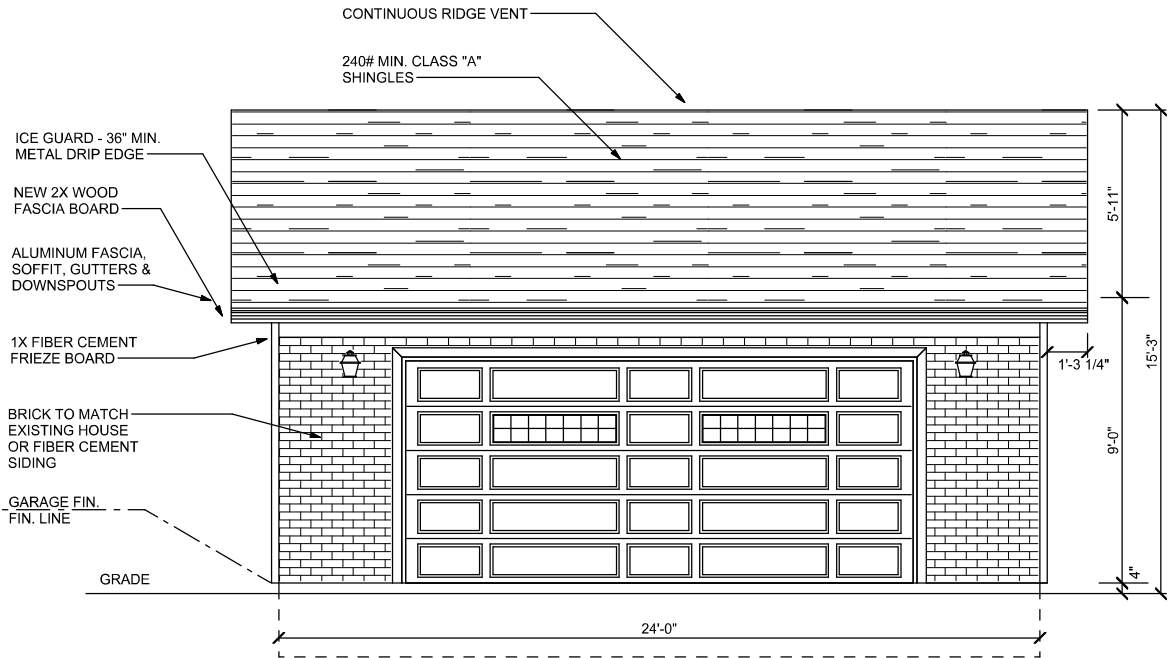 CONTINUOUS RIDGE VENT
240# MIN. CLASS "A"
SHINGLES
ICE GUARD - 36" MIN.
METAL DRIP EDGE
NEW 2X WOOD
FASCIA BOARD
ALUMINUM FASCIA,
SOFFIT, GUTTERS &
DOWNSPOUTS
1X FIBER CEMENT
FRIEZE BOARD
BRICK TO MATCH
EXISTING HOUSE
OR FIBER CEMENT
SIDING
GARAGE FIN.
FIN. LINE
GRADE
5'-11"
1'-3 1/4"
15'-3"
9'-0"
4"
24'-0"